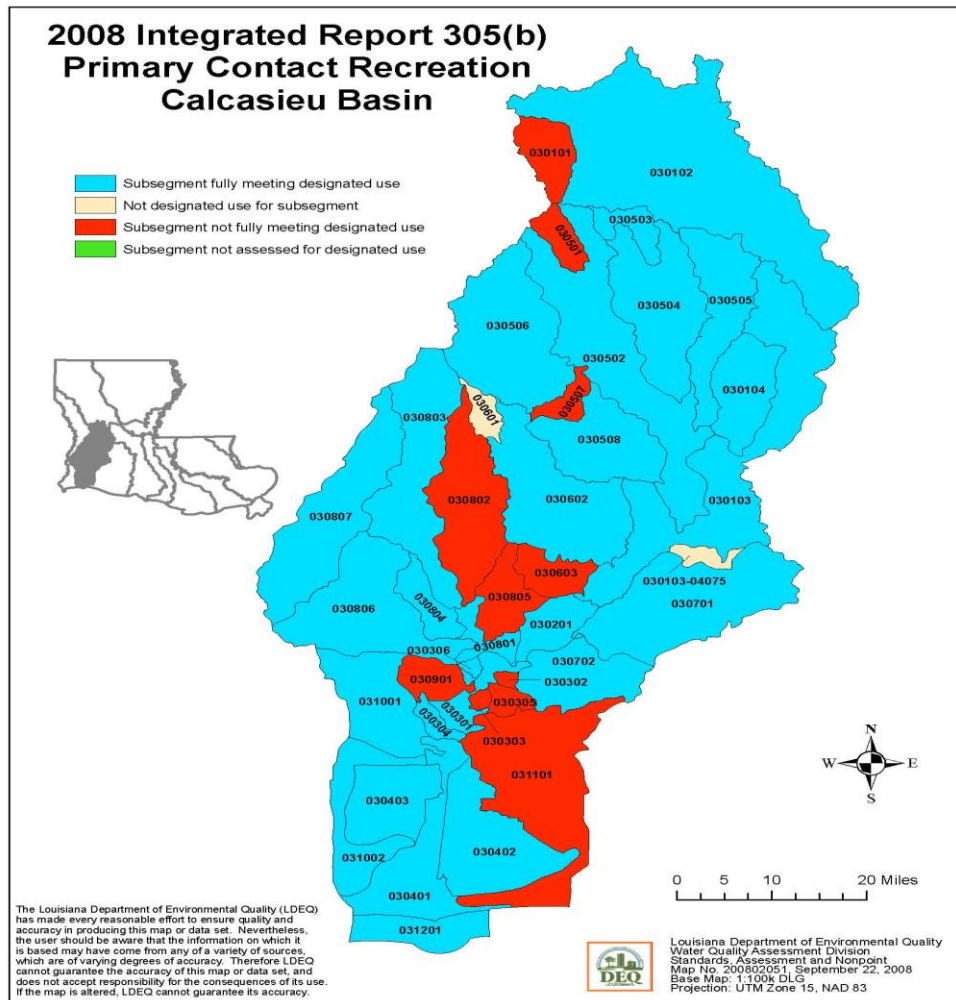 2008 Integrated Report 305(b)
Primary Contact Recreation
Calcasieu Basin
Subsegment fully meeting designated use
Not designated use for subsegment
Subsegment not fully meeting designated use
Subsegment not assessed for designated use
030101
030102
030503
030501
030504
030505
030506
030502
030104
030507
030803
030601
030508
030802
030602
030103
030807
030603
030103-04075
030805
030701
030806
030804
030201
030801
030306
030702
030302
030901
030305
031001
030301
030304
030303
031101
030403
030402
031002
030401
031201
N
W
E
S
0 5 10 20 Miles
The Louisiana Department of Environmental Quality (LDEQ)
has made every reasonable effort to ensure quality and
accuracy in producing this map or data set. Nevertheless,
the user should be aware that the information on which it
is based may have come from any of a variety of sources,
which are of varying degrees of accuracy. Therefore LDEQ
cannot guarantee the accuracy of this map or data set, and
does not accept responsibility for the consequences of its use.
If the map is altered, LDEQ cannot guarantee its accuracy.
DEQ
LOUISIANA
Louisiana Department of Environmental Quality
Water Quality Assessment Division
Standards, Assessment and Nonpoint
Map No. 200802051, September 22, 2008
Base Map: 1:100k DLG
Projection: UTM Zone 15, NAD 83